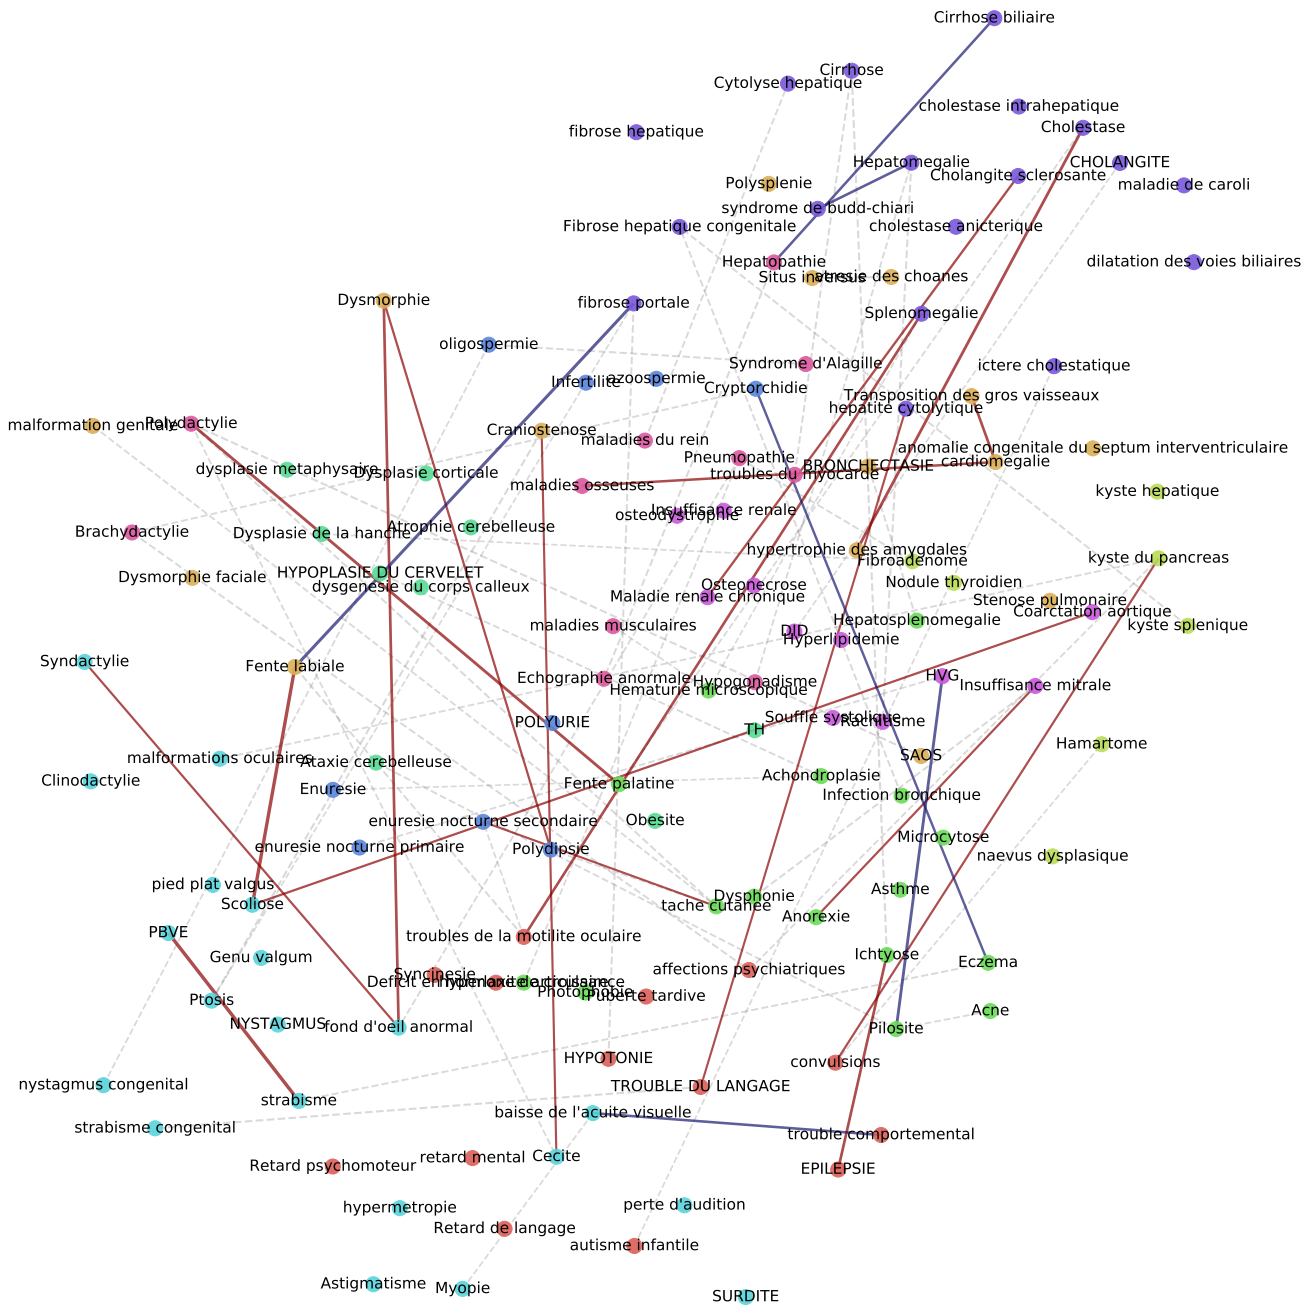 Cirrhose biliaire
Cirrhose
Cytolyse hepatique
cholestase intrahepatique
Cholestase
fibrose hepatique
Hepatomegalie
CHOLANGITE
Cholangite sclerosante
Polysplenie
maladie de caroli
syndrome de budd-chiari
Fibrose hepatique congenitale
cholestase anicterique
Hepatopathie
dilatation des voies biliaires
Situs inversus
atresie des choanes
Dysmorphie
fibrose portale
Splenomegalie
oligospermie
Syndrome d'Alagille
ictere cholestatique
Infertilite
azoospermie
Cryptorchidie
Transposition des gros vaisseaux
hepatite cytolytique
malformation genitale
Polydactylie
Craniostenose
maladies du rein
anomalie congenitale du septum interventriculaire
Pneumopathie
cardiomegalie
BRONCHECTASIE
dysplasie metaphysaire
Dysplasie corticale
troubles du myocarde
maladies osseuses
kyste hepatique
Insuffisance renale
osteodystrophie
Atrophie cerebelleuse
Brachydactylie
Dysplasie de la hanche
hypertrophie des amygdales
kyste du pancreas
Fibroadenome
HYPOPLASIE DU CERVELET
Dysmorphie faciale
Nodule thyroidien
dysgenesie du corps calleux
Osteonecrose
Maladie renale chronique
Stenose pulmonaire
Coarctation aortique
Hepatosplenomegalie
maladies musculaires
kyste splenique
DID
Hyperlipidemie
Syndactylie
Fente labiale
HVG
Echographie anormale
Hypogonadisme
Insuffisance mitrale
Hematurie microscopique
Souffle systolique
Rachitisme
POLYURIE
TH
Hamartome
SAOS
malformations oculaires
Ataxie cerebelleuse
Achondroplasie
Clinodactylie
Fente palatine
Enuresie
Infection bronchique
enuresie nocturne secondaire
Obesite
Microcytose
enuresie nocturne primaire
Polydipsie
naevus dysplasique
pied plat valgus
Asthme
Dysphonie
Scoliose
tache cutanee
Anorexie
PBVE
troubles de la motilite oculaire
Ichtyose
Genu valgum
Eczema
affections psychiatriques
Syncinesie
hyperlaxite articulaire
Photophobie
Puberte tardive
Ptosis
Acne
NYSTAGMUS
fond d'oeil anormal
Pilosite
HYPOTONIE
convulsions
nystagmus congenital
TROUBLE DU LANGAGE
strabisme
baisse de l'acuite visuelle
strabisme congenital
trouble comportemental
Cecite
retard mental
Retard psychomoteur
EPILEPSIE
perte d'audition
hypermetropie
Retard de langage
autisme infantile
Astigmatisme
Myopie
SURDITE